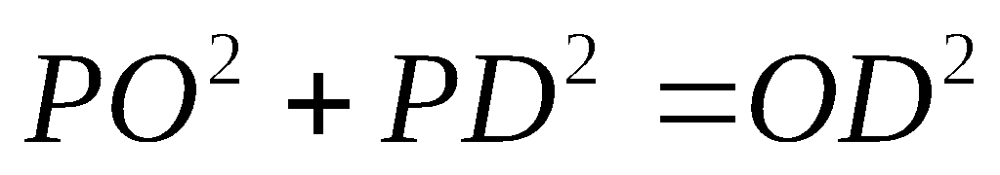 PO² + PD² =OD²